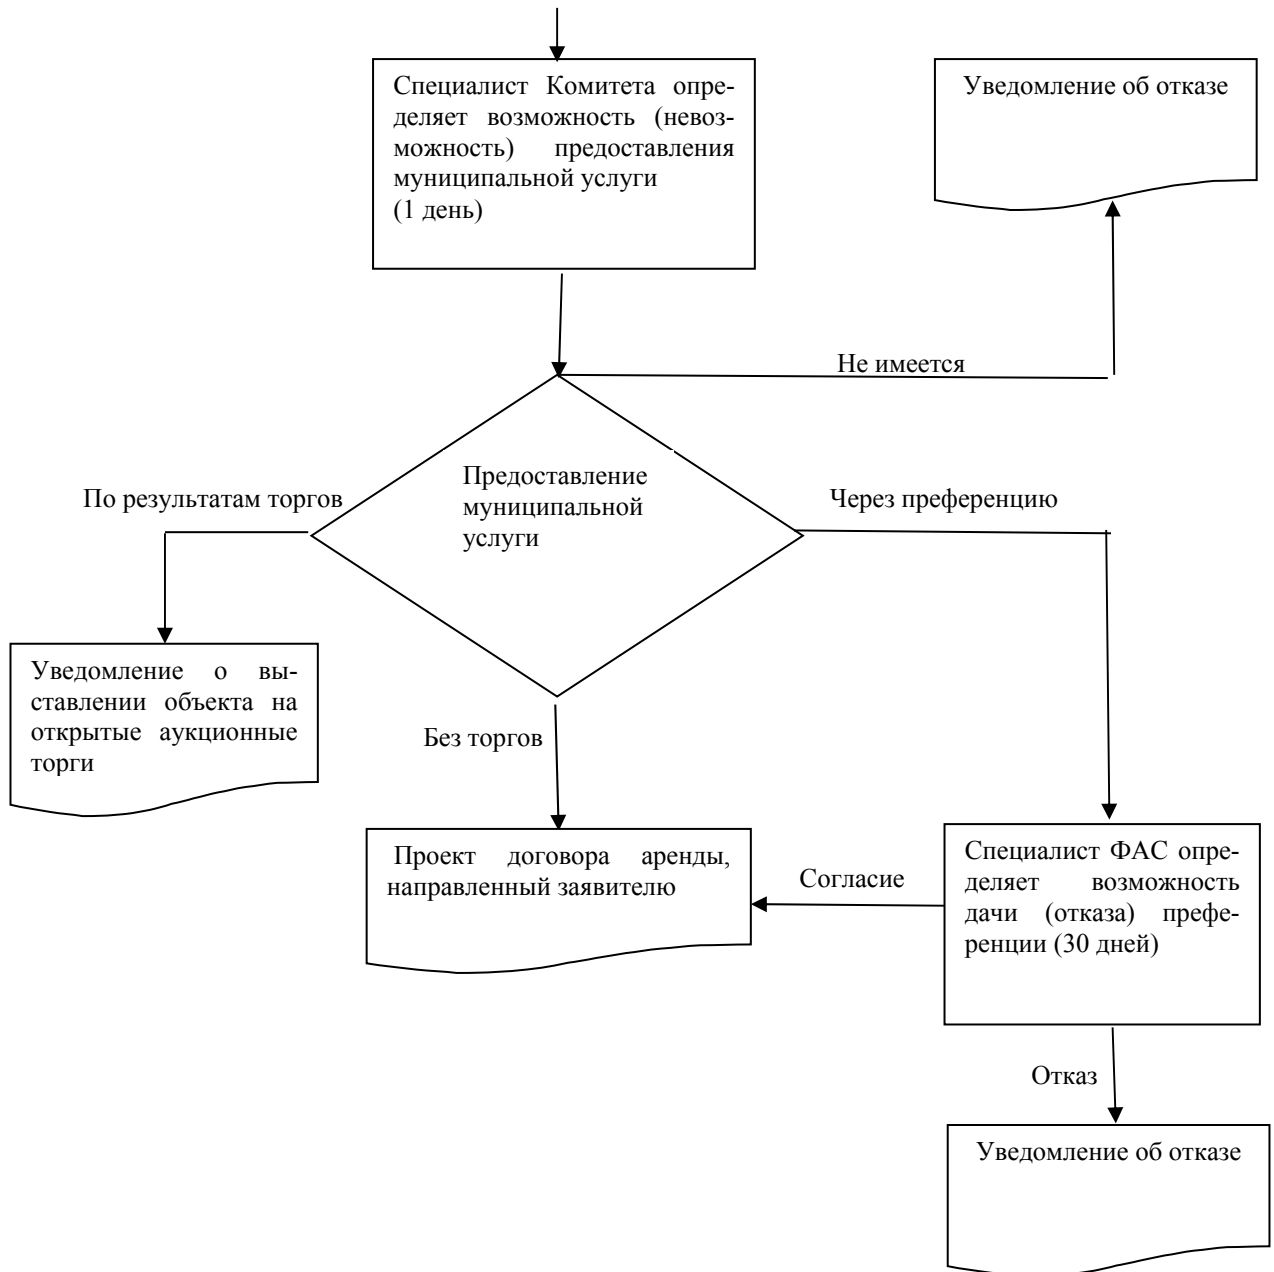 Специалист Комитета опре-
деляет возможность (невоз-
можность) предоставления
муниципальной услуги
(1 день)
Уведомление об отказе
Не имеется
Предоставление
муниципальной
услуги
По результатам торгов
Через преференцию
Уведомление о вы-
ставлении объекта на
открытые аукционные
торги
Без торгов
Проект договора аренды,
направленный заявителю
Согласие
Специалист ФАС опре-
деляет возможность
дачи (отказа) префе-
ренции (30 дней)
Отказ
Уведомление об отказе